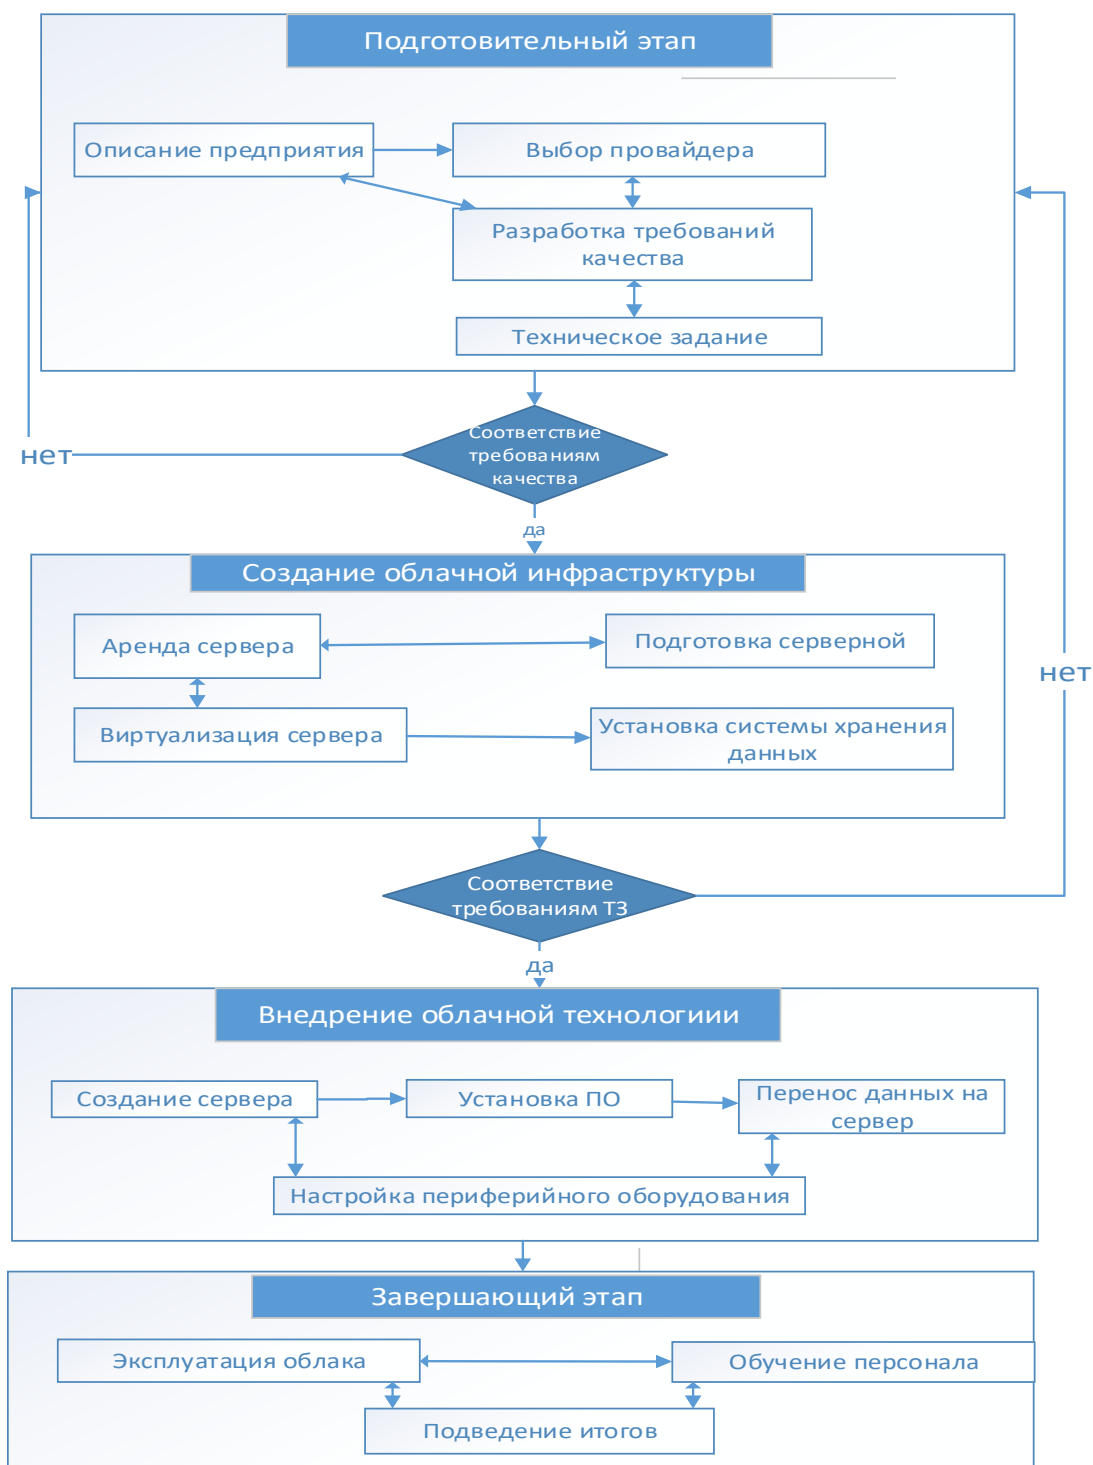 Подготовительный этап
Описание предприятия
Выбор провайдера
Разработка требований
качества
Техническое задание
Соответствие
требованиям
качества
нет
да
Создание облачной инфраструктуры
Аренда сервера
Подготовка серверной
нет
Виртуализация сервера
Установка системы хранения
данных
Соответствие
требованиям ТЗ
да
Внедрение облачной технологиии
Создание сервера
Установка ПО
Перенос данных на
сервер
Настройка периферийного оборудования
Завершающий этап
Эксплуатация облака
Обучение персонала
Подведение итогов